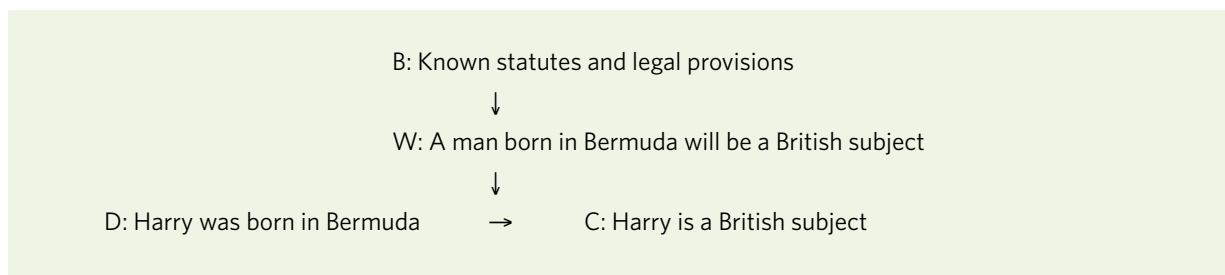 B: Known statutes and legal provisions
↓
W: A man born in Bermuda will be a British subject
↓
D: Harry was born in Bermuda → C: Harry is a British subject